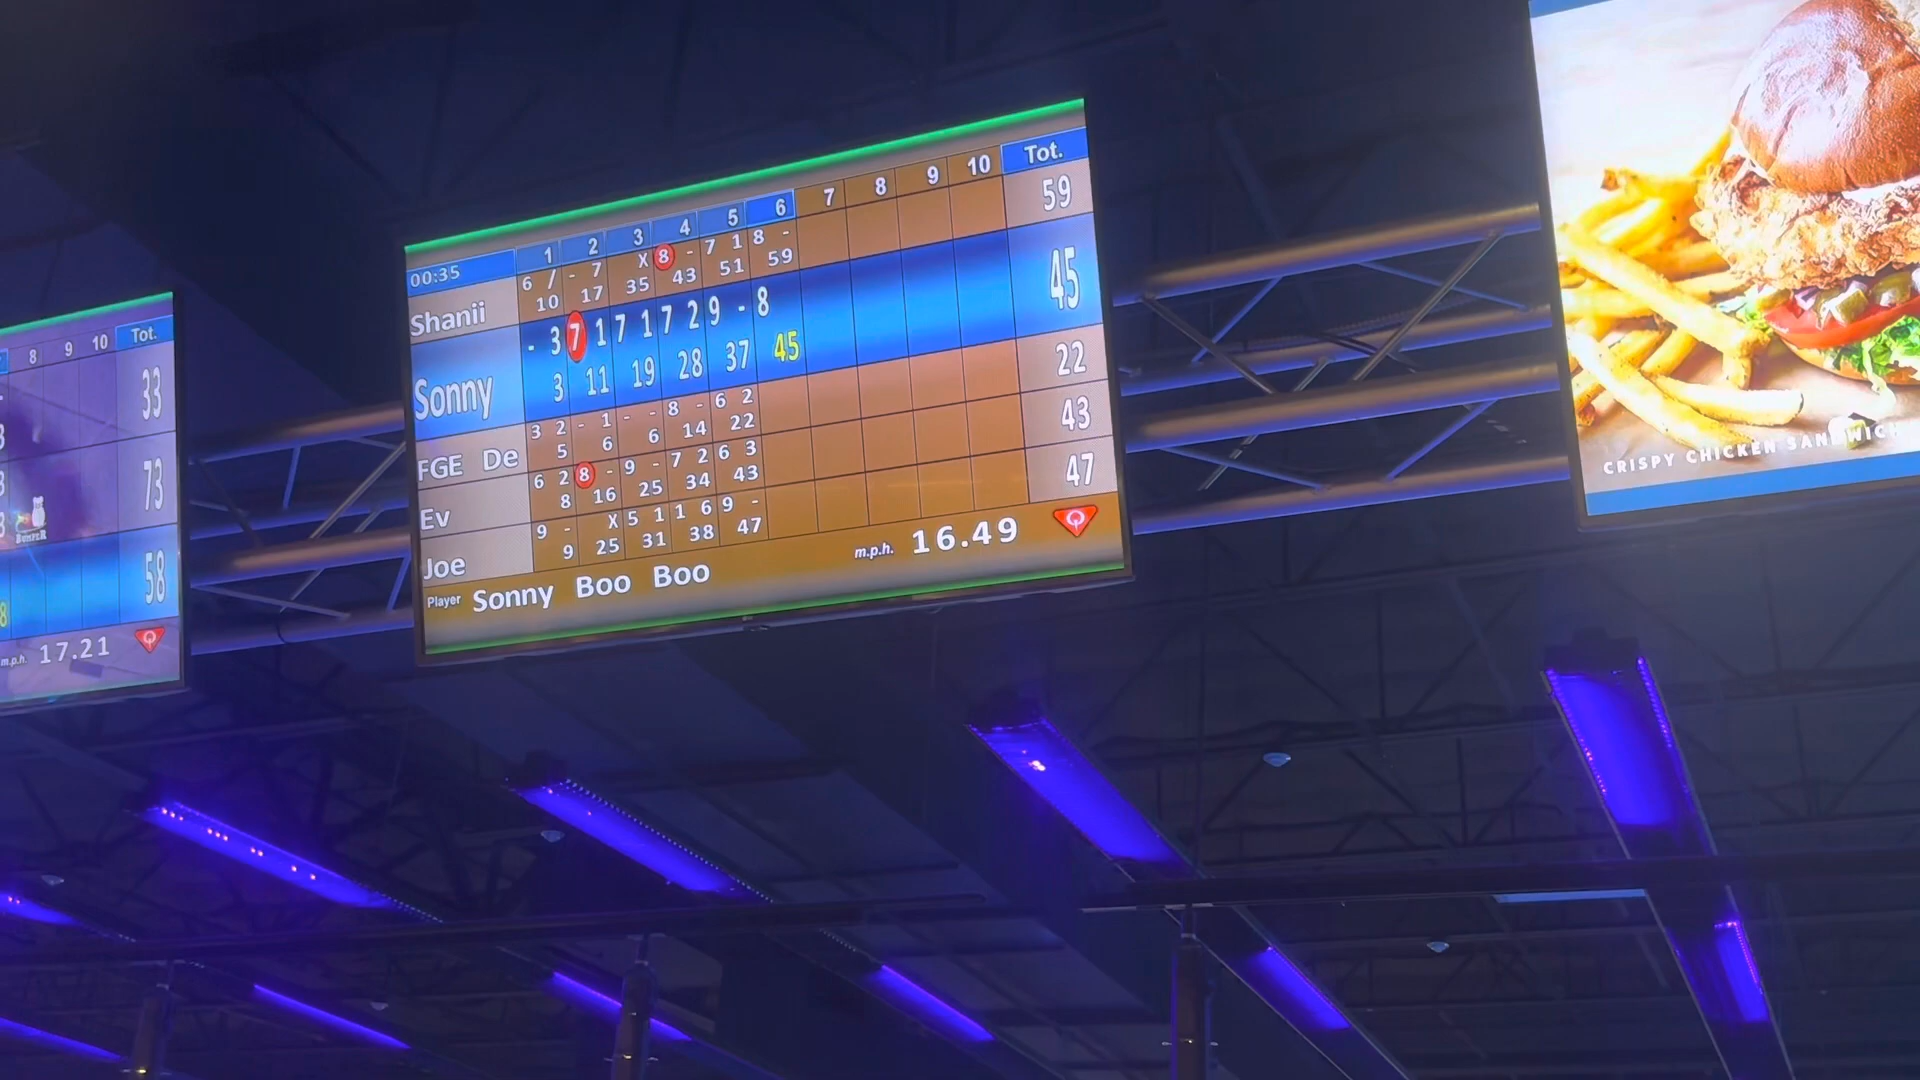 8 9 10 Tot.
33
73
BUMPER
58
m.p.h. 17.21
00:35 1 2 3 4 5 6 7 8 9 10 Tot.
Shanii 6 / - 7 X 8 - 7 1 8 - 59
10 17 35 43 51 59
Sonny - 3 7 1 7 1 7 2 9 - 8 45
3 11 19 28 37 45
FGE De 3 2 - 1 - - 8 - 6 2 22
5 6 6 14 22
Ev 6 2 8 - 9 - 7 2 6 3 43
8 16 25 34 43
Joe 9 - X 5 1 1 6 9 - 47
9 25 31 38 47
Player Sonny Boo Boo m.p.h. 16.49
CRISPY CHICKEN SANDWICH